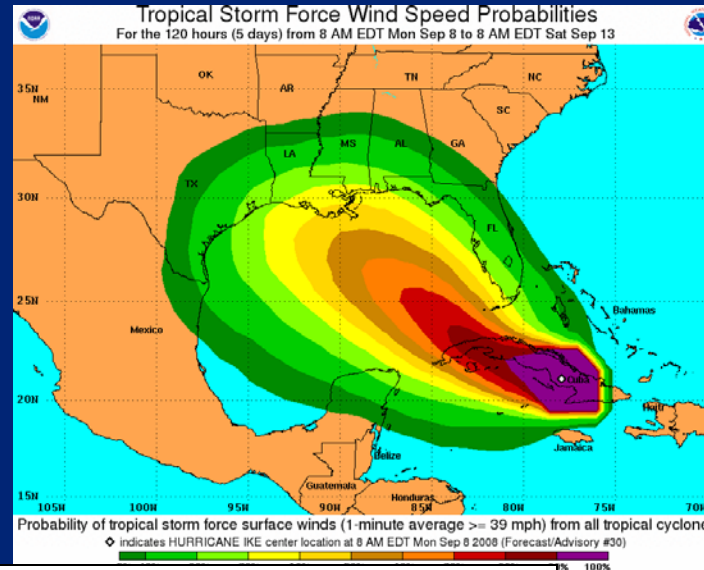 Tropical Storm Force Wind Speed Probabilities
For the 120 hours (5 days) from 8 AM EDT Mon Sep 8 to 8 AM EDT Sat Sep 13
NOAA
35N
NM
OK
AR
TN
NC
SC
MS
AL
GA
LA
TX
30N
FL
25N
Bahamas
Mexico
Cuba
20N
Haiti
Jamaica
Belize
Guatemala
Honduras
15N
105W
100W
95W
90W
85W
80W
75W
70W
Probability of tropical storm force surface winds (1-minute average >= 39 mph) from all tropical cyclone
◇ indicates HURRICANE IKE center location at 8 AM EDT Mon Sep 8 2008 (Forecast/Advisory #30)
100%